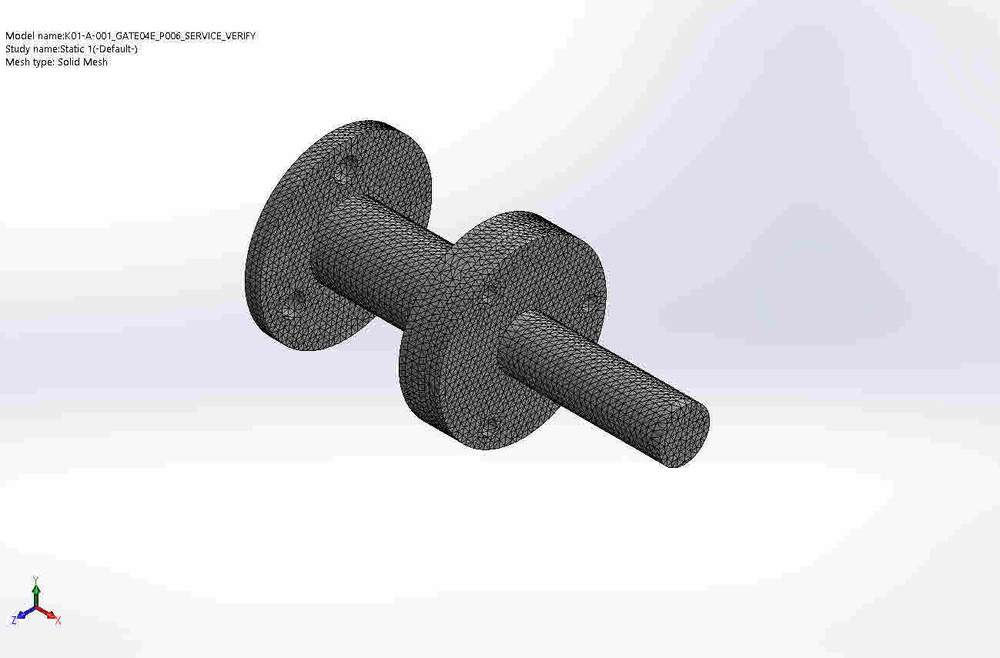 Model name:K01-A-001_GATE04E_P006_SERVICE_VERIFY
Study name:Static 1(-Default-)
Mesh type: Solid Mesh
Y
Z
X